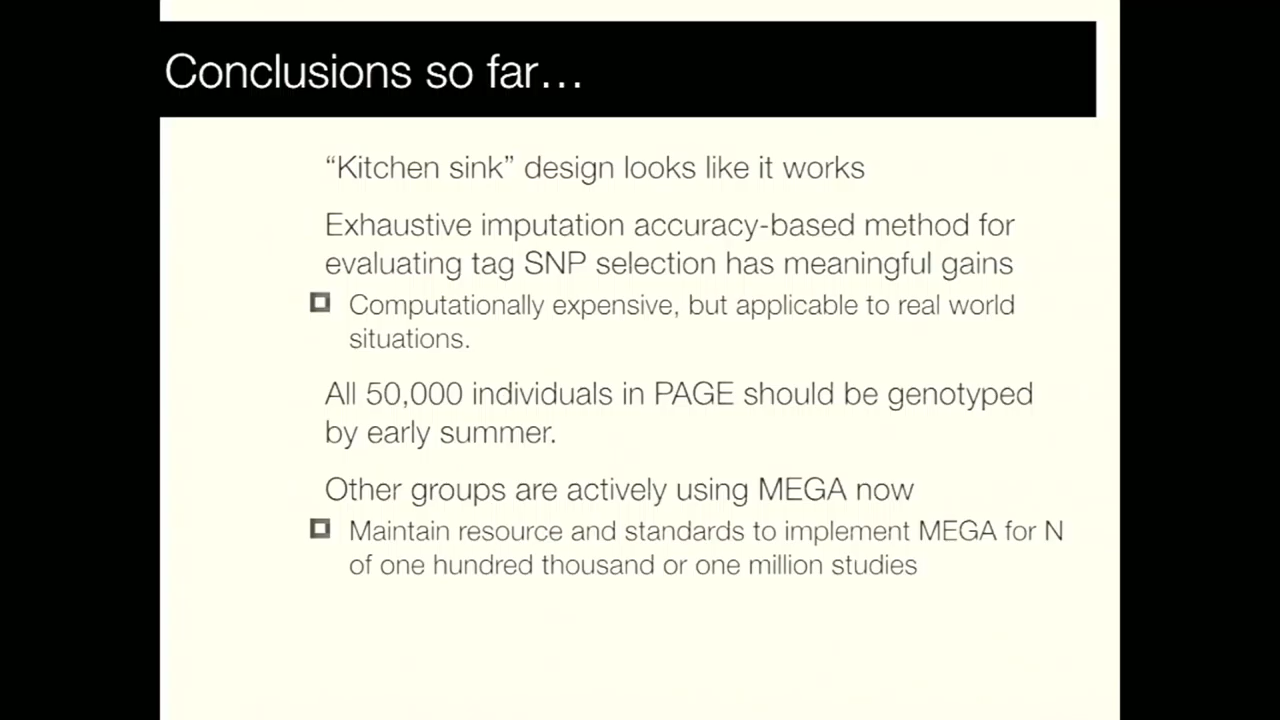 Conclusions so far…
“Kitchen sink” design looks like it works
Exhaustive imputation accuracy-based method for
evaluating tag SNP selection has meaningful gains
Computationally expensive, but applicable to real world
situations.
All 50,000 individuals in PAGE should be genotyped
by early summer.
Other groups are actively using MEGA now
Maintain resource and standards to implement MEGA for N
of one hundred thousand or one million studies